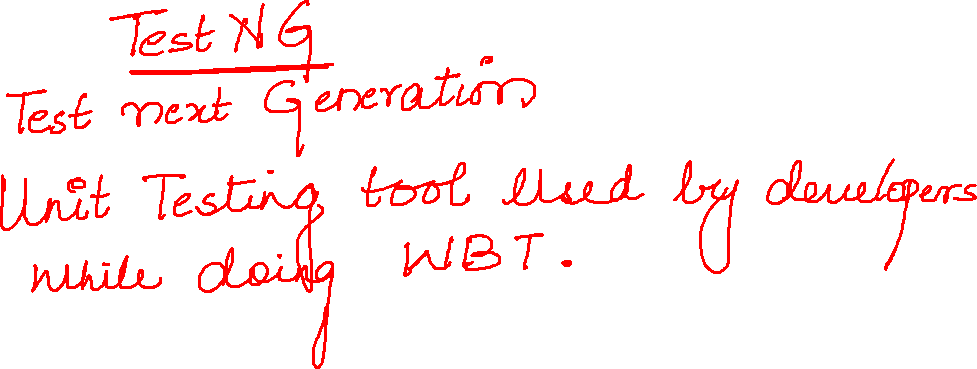 TestNG
Test next Generation
Unit Testing tool Used by developers
while doing WBT.